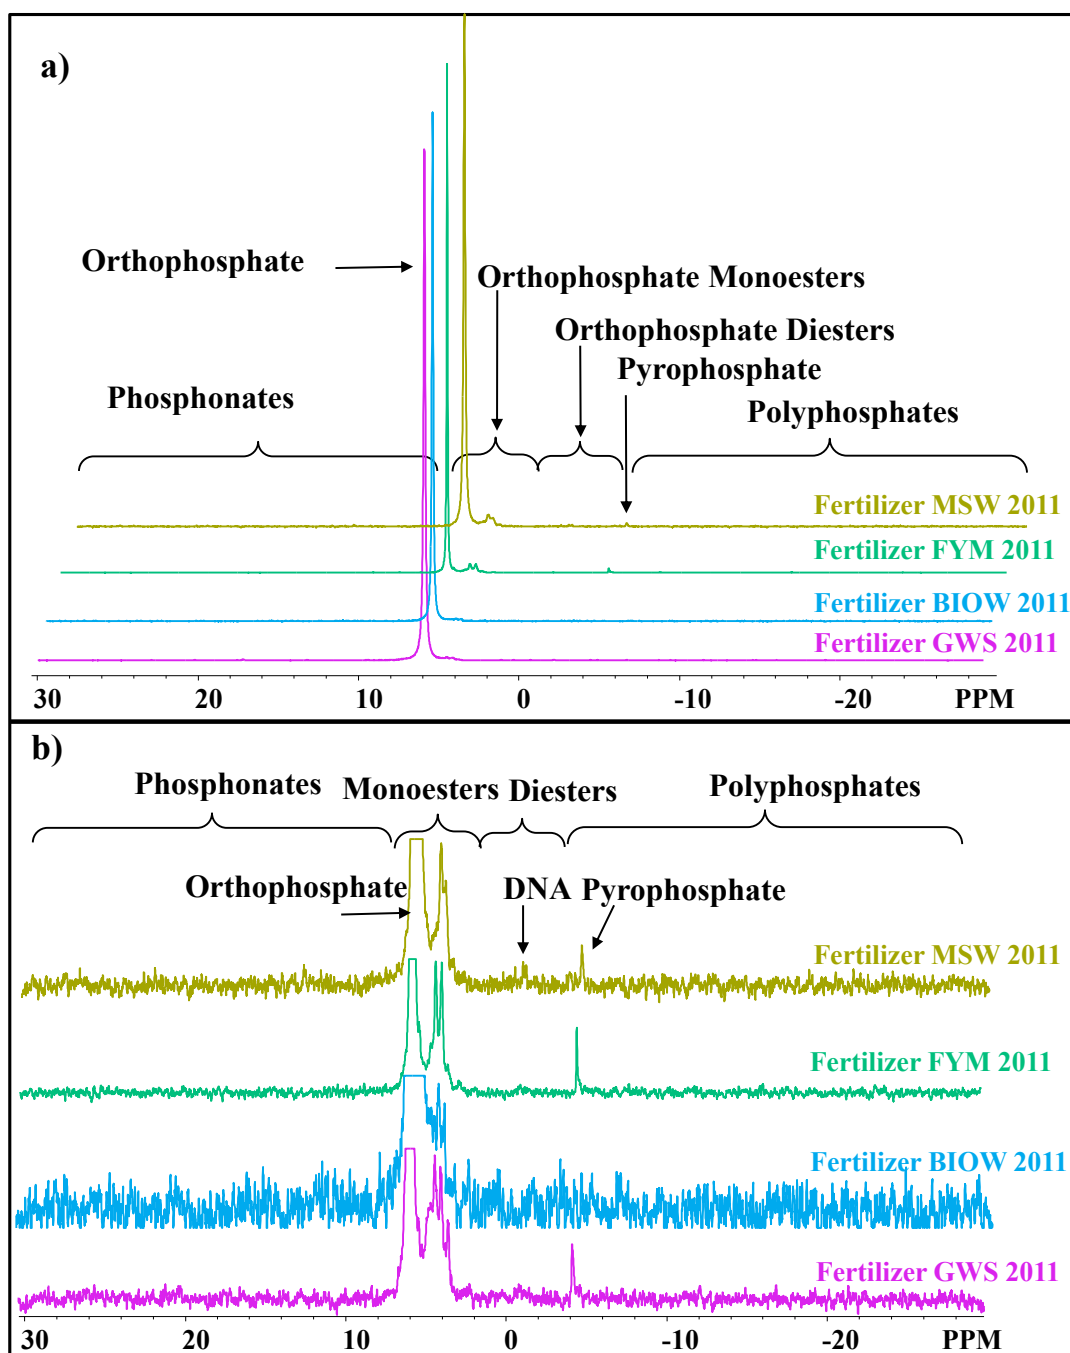 a)
Orthophosphate
Orthophosphate Monoesters
Orthophosphate Diesters
Pyrophosphate
Phosphonates
Polyphosphates
Fertilizer MSW 2011
Fertilizer FYM 2011
Fertilizer BIOW 2011
Fertilizer GWS 2011
30 20 10 0 -10 -20 PPM
b)
Phosphonates Monoesters Diesters Polyphosphates
Orthophosphate DNA Pyrophosphate
Fertilizer MSW 2011
Fertilizer FYM 2011
Fertilizer BIOW 2011
Fertilizer GWS 2011
30 20 10 0 -10 -20 PPM